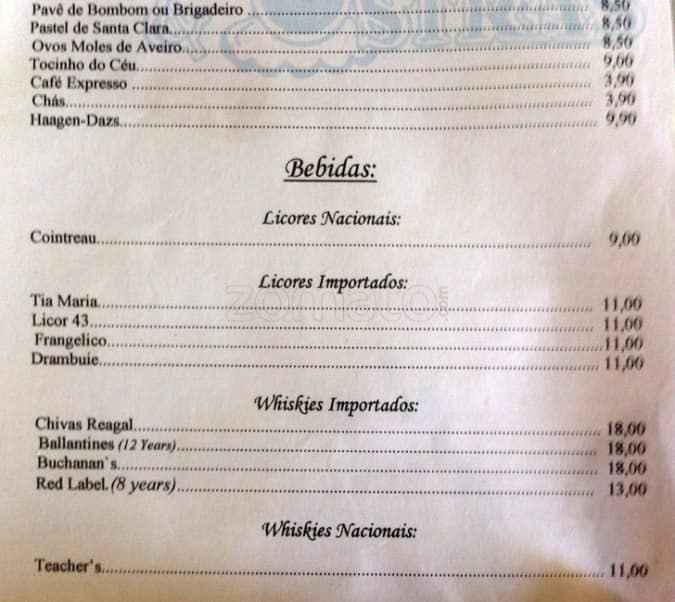 Pavê de Bombom ou Brigadeiro 8,50
Pastel de Santa Clara 8,50
Ovos Moles de Aveiro 8,50
Tocinho do Céu 9,00
Café Expresso 3,90
Chás 3,90
Haagen-Dazs 9,90
Bebidas:
Licores Nacionais:
Cointreau 9,00
Licores Importados:
zomato.com
Tia Maria 11,00
Licor 43 11,00
Frangelico 11,00
Drambuie 11,00
Whiskies Importados:
Chivas Reagal 18,00
Ballantines (12 Years) 18,00
Buchanan`s 18,00
Red Label. (8 years) 13,00
Whiskies Nacionais:
Teacher's 11,00